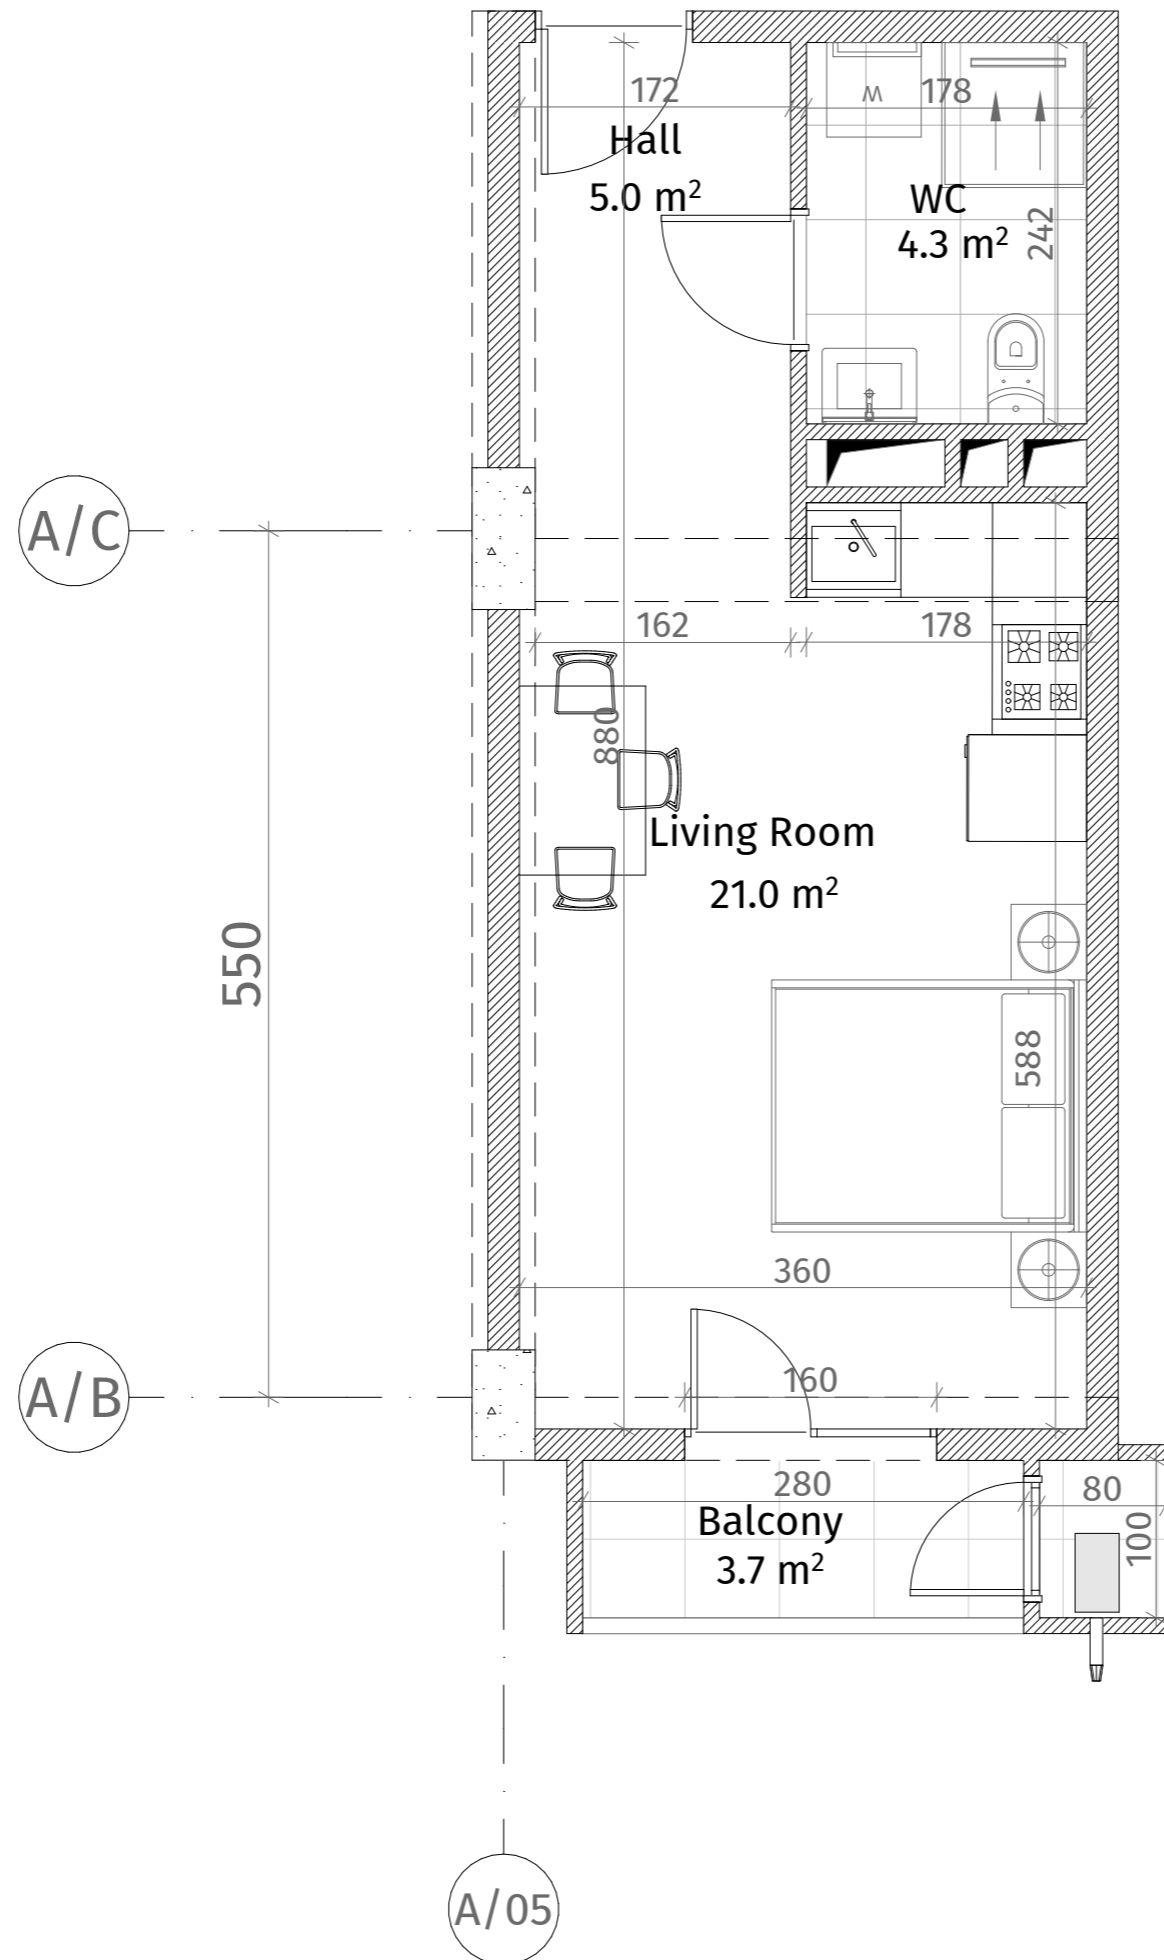 172
W
178
Hall
5.0 m²
WC
4.3 m²
242
A/C
162
178
880
Living Room
21.0 m²
550
588
360
A/B
160
280
80
Balcony
3.7 m²
100
A/05